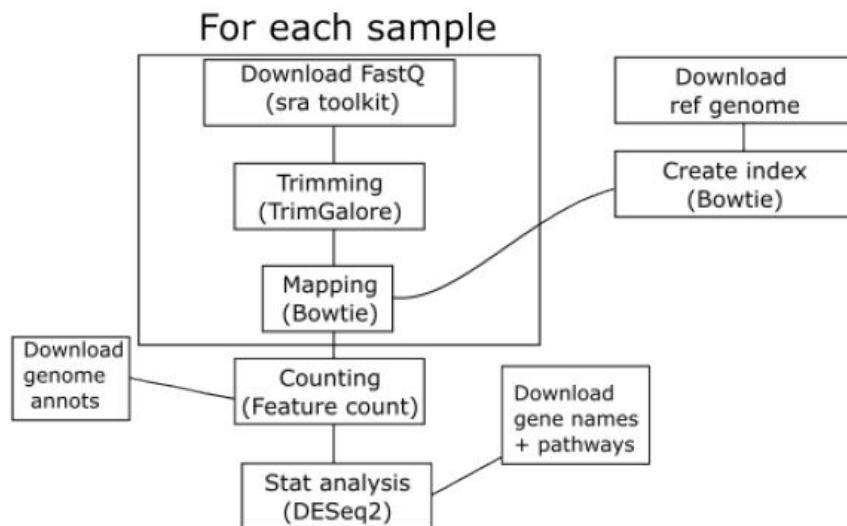 For each sample
Download FastQ
(sra toolkit)
Download
ref genome
Trimming
(TrimGalore)
Create index
(Bowtie)
Mapping
(Bowtie)
Download
genome
annots
Counting
(Feature count)
Download
gene names
+ pathways
Stat analysis
(DESeq2)